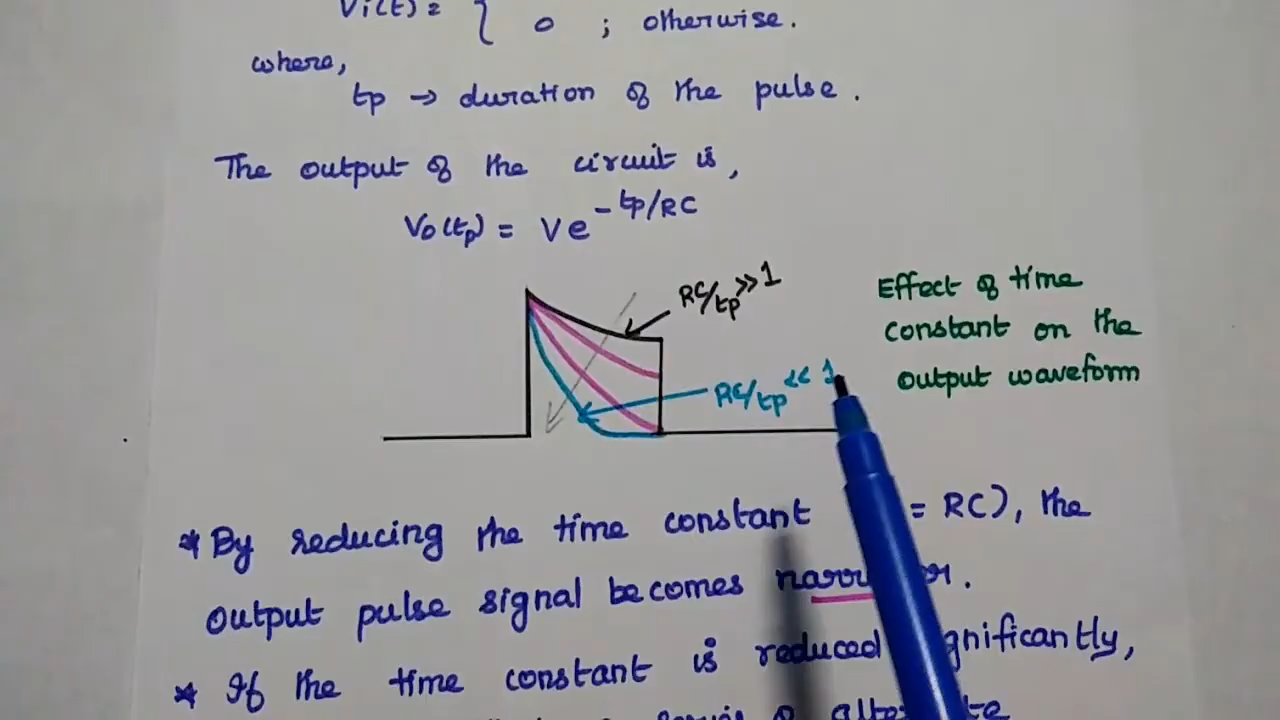 Vi(t) = { 0 ; otherwise.
where,
tp → duration of the pulse.
The output of the circuit is,
Vo(tp) = Ve^-tp/RC
RC/tp >> 1
RC/tp << 1
Effect of time
constant on the
output waveform
* By reducing the time constant = RC), the
output pulse signal becomes
* If the time constant is reduced significantly,